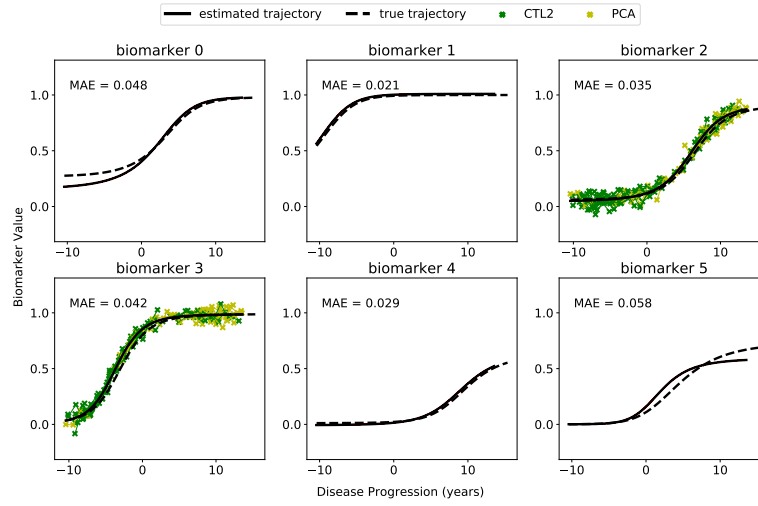 estimated trajectory true trajectory CTL2 PCA
biomarker 0 biomarker 1 biomarker 2
MAE = 0.048 MAE = 0.021 MAE = 0.035
1.0 1.0 1.0
0.5 0.5 0.5
0.0 0.0 0.0
−10 0 10 −10 0 10 −10 0 10
Biomarker Value
biomarker 3 biomarker 4 biomarker 5
MAE = 0.042 MAE = 0.029 MAE = 0.058
1.0 1.0 1.0
0.5 0.5 0.5
0.0 0.0 0.0
−10 0 10 −10 0 10 −10 0 10
Disease Progression (years)